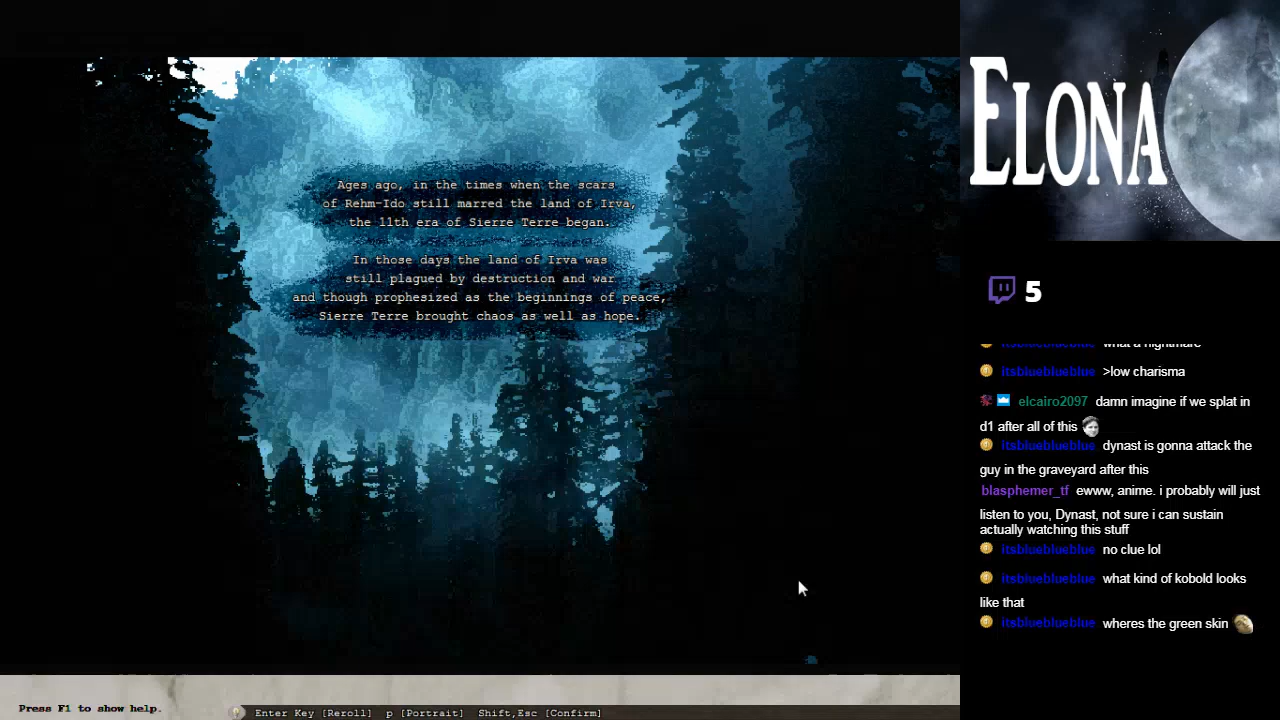 Ages ago, in the times when the scars
of Rehm-Ido still marred the land of Irva,
the 11th era of Sierre Terre began.
In those days the land of Irva was
still plagued by destruction and war
and though prophesized as the beginnings of peace,
Sierre Terre brought chaos as well as hope.
Press F1 to show help.
Enter Key [Reroll] p [Portrait] Shift,Esc [Confirm]
ELONA
5
itsblueblueblue what a nightmare
itsblueblueblue >low charisma
elcairo2097 damn imagine if we splat in
d1 after all of this
itsblueblueblue dynast is gonna attack the
guy in the graveyard after this
blasphemer_tf ewww, anime. i probably will just
listen to you, Dynast, not sure i can sustain
actually watching this stuff
itsblueblueblue no clue lol
itsblueblueblue what kind of kobold looks
like that
itsblueblueblue wheres the green skin